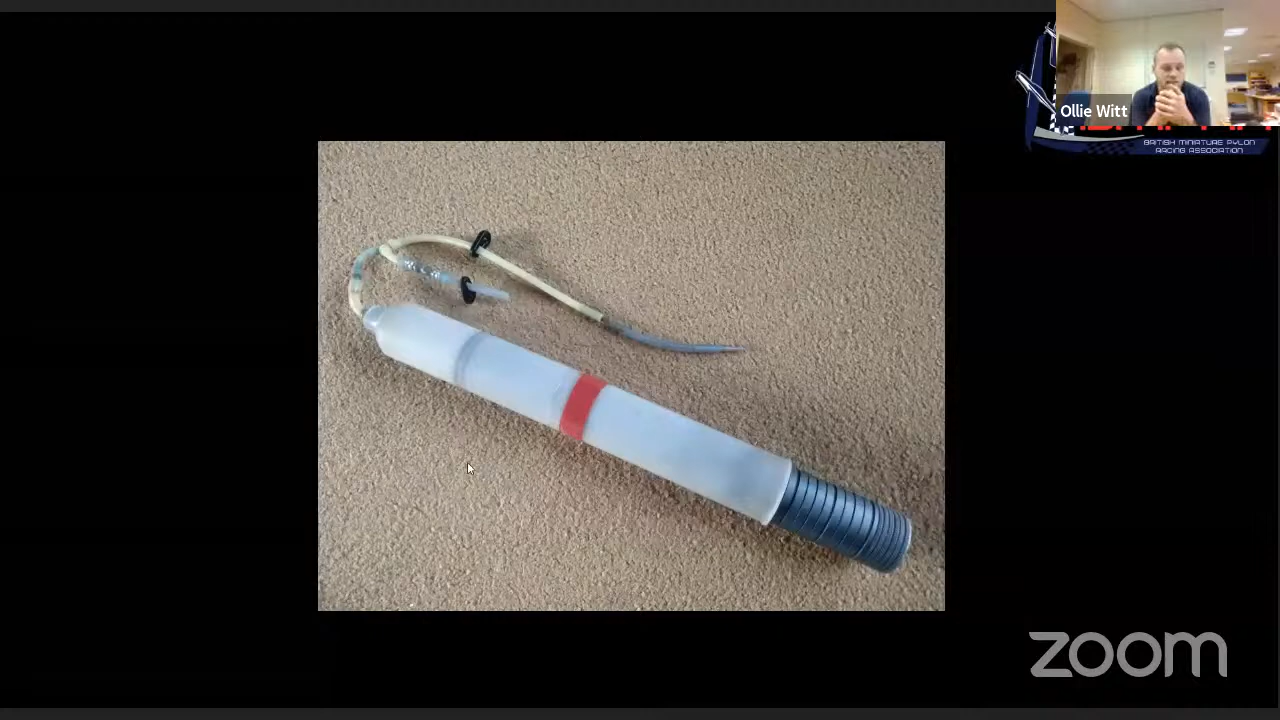 Ollie Witt
BRITISH MINIATURE PYLON
RACING ASSOCIATION
zoom